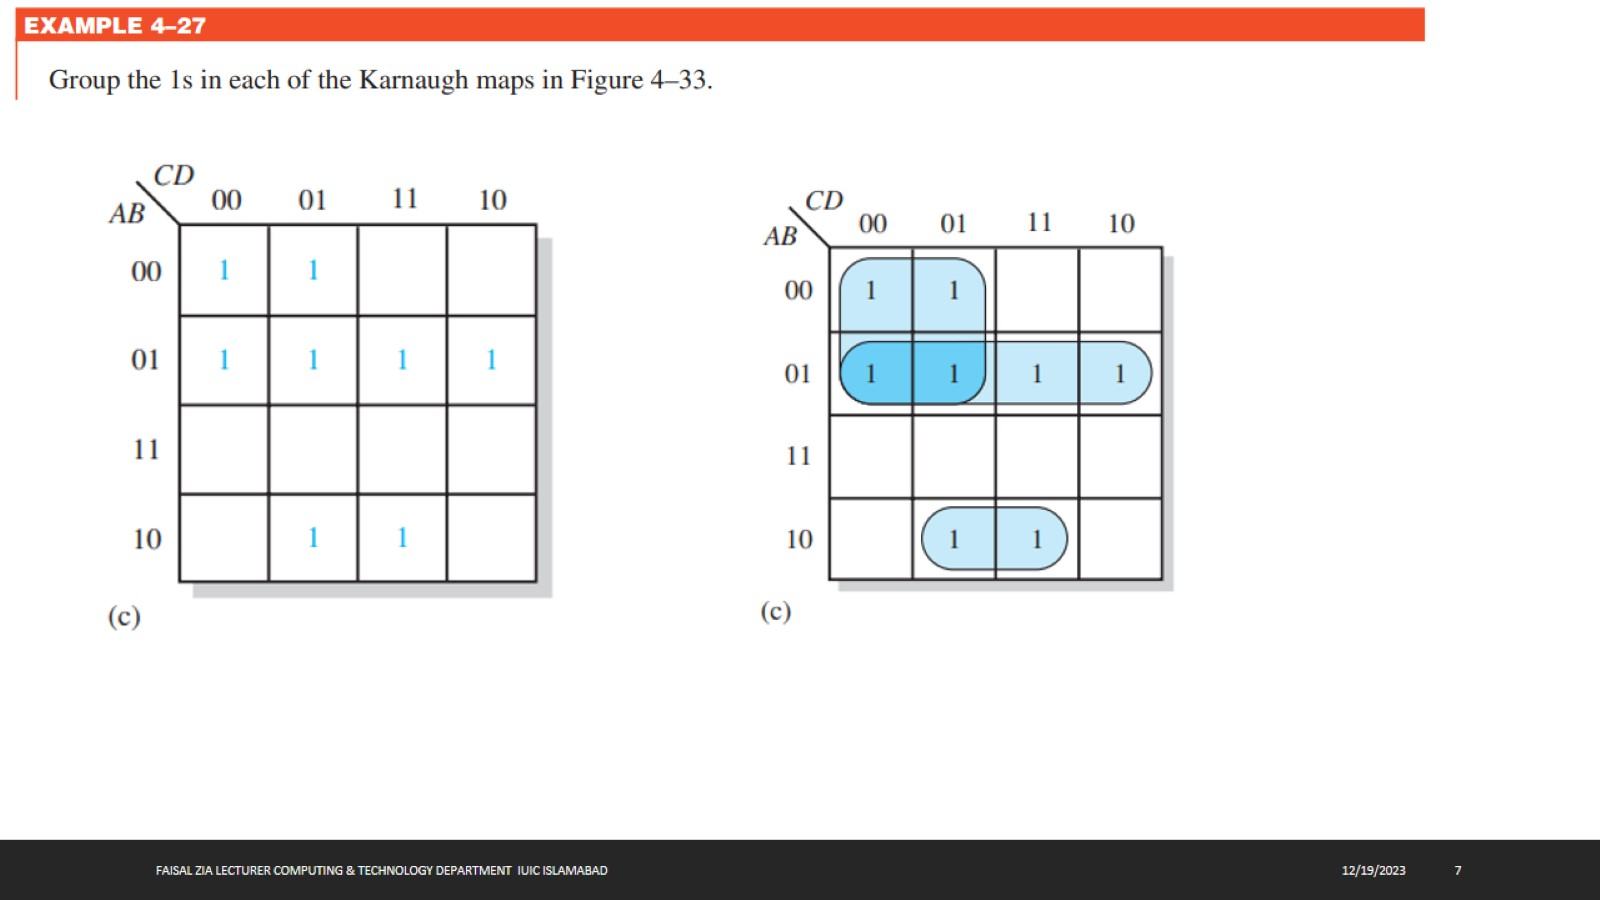 EXAMPLE 4–27
Group the 1s in each of the Karnaugh maps in Figure 4–33.
CD
AB
00 01 11 10
00 1 1
01 1 1 1 1
11
10 1 1
(c)
CD
AB
00 01 11 10
00 1 1
01 1 1 1 1
11
10 1 1
(c)
FAISAL ZIA LECTURER COMPUTING & TECHNOLOGY DEPARTMENT IUIC ISLAMABAD
12/19/2023
7